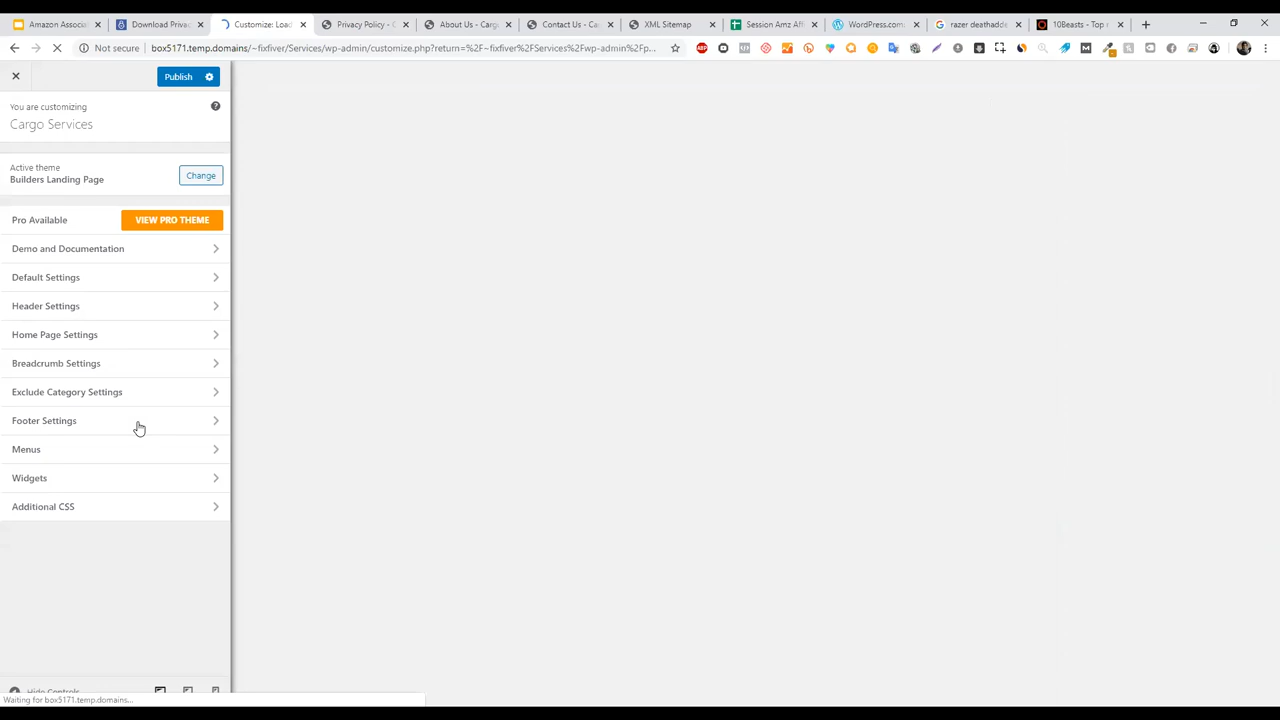 Amazon Associat
Download Privac
Customize: Load
Privacy Policy - C
About Us - Cargo
Contact Us - Car
XML Sitemap
Session Amz Aff
WordPress.com
razer deathadde
10Beasts - Top r
Not secure
box5171.temp.domains/~fixfiver/Services/wp-admin/customize.php?return=%2F~fixfiver%2FServices%2Fwp-admin%2Fp...
ABP
Publish
You are customizing
Cargo Services
Active theme
Builders Landing Page
Change
Pro Available
VIEW PRO THEME
Demo and Documentation
Default Settings
Header Settings
Home Page Settings
Breadcrumb Settings
Exclude Category Settings
Footer Settings
Menus
Widgets
Additional CSS
Hide Controls
Waiting for box5171.temp.domains...